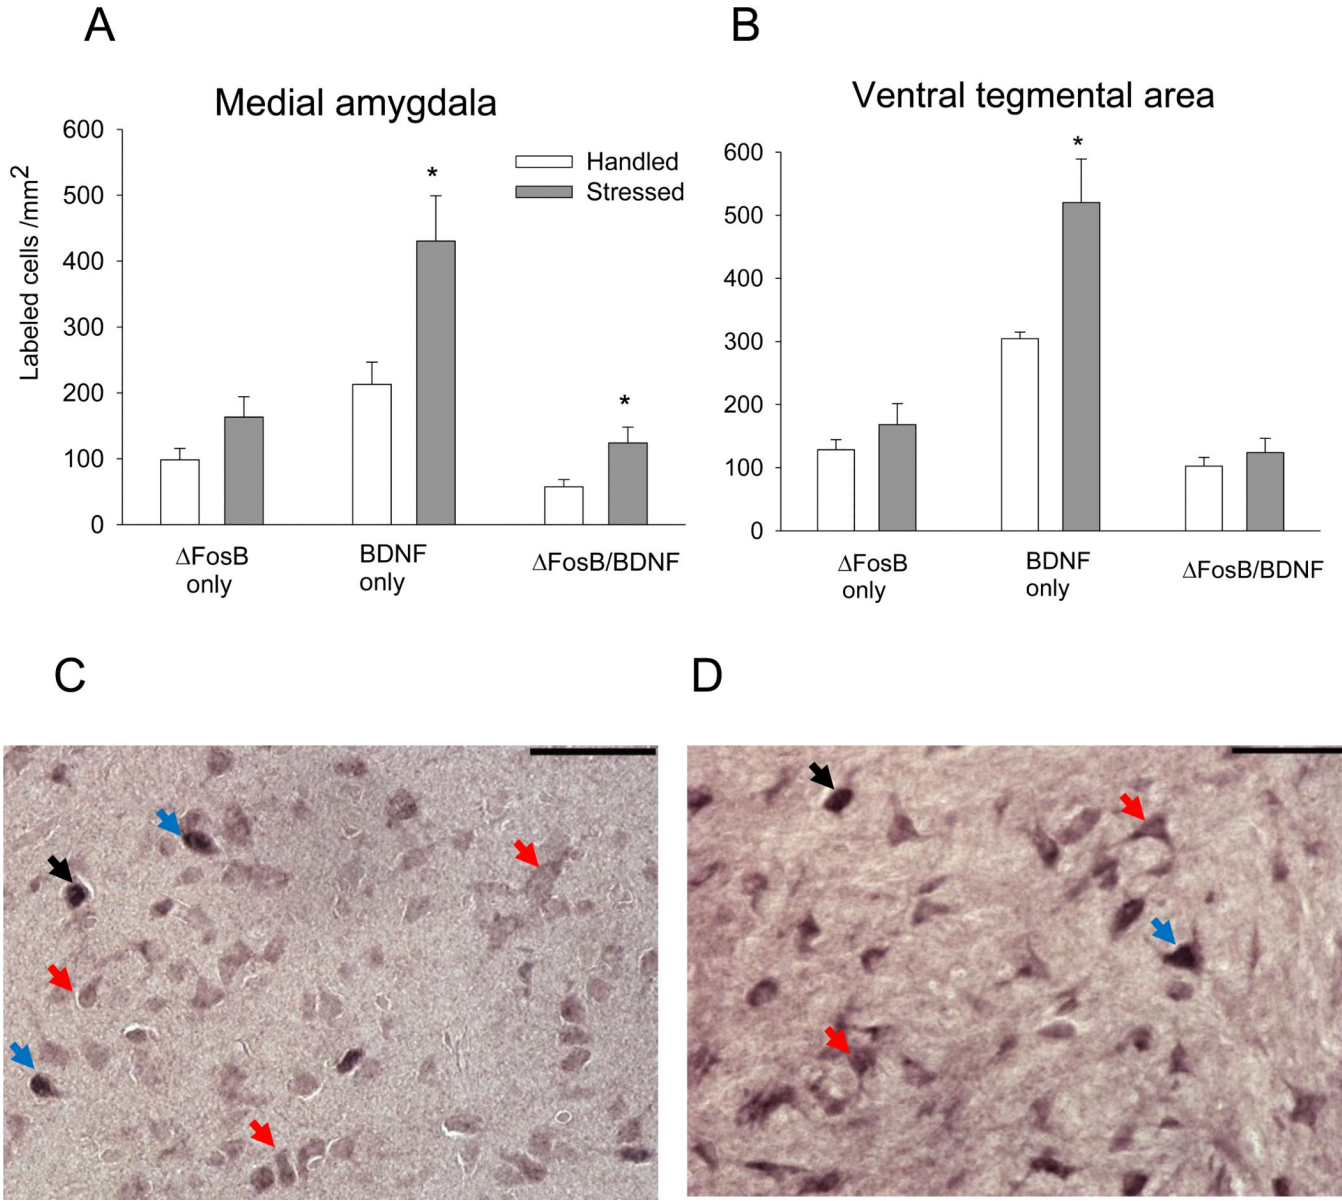 A
Medial amygdala
Labeled cells /mm²
600
500
400
300
200
100
0
*
*
Handled
Stressed
ΔFosB
only
BDNF
only
ΔFosB/BDNF
B
Ventral tegmental area
600
500
400
300
200
100
0
*
ΔFosB
only
BDNF
only
ΔFosB/BDNF
C
D